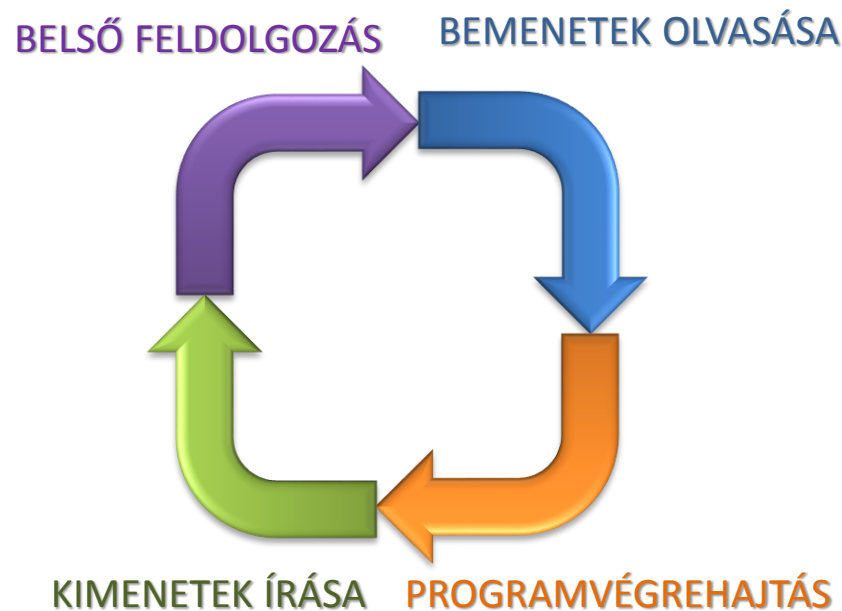 BELSŐ FELDOLGOZÁS
BEMENETEK OLVASÁSA
KIMENETEK ÍRÁSA
PROGRAMVÉGREHAJTÁS